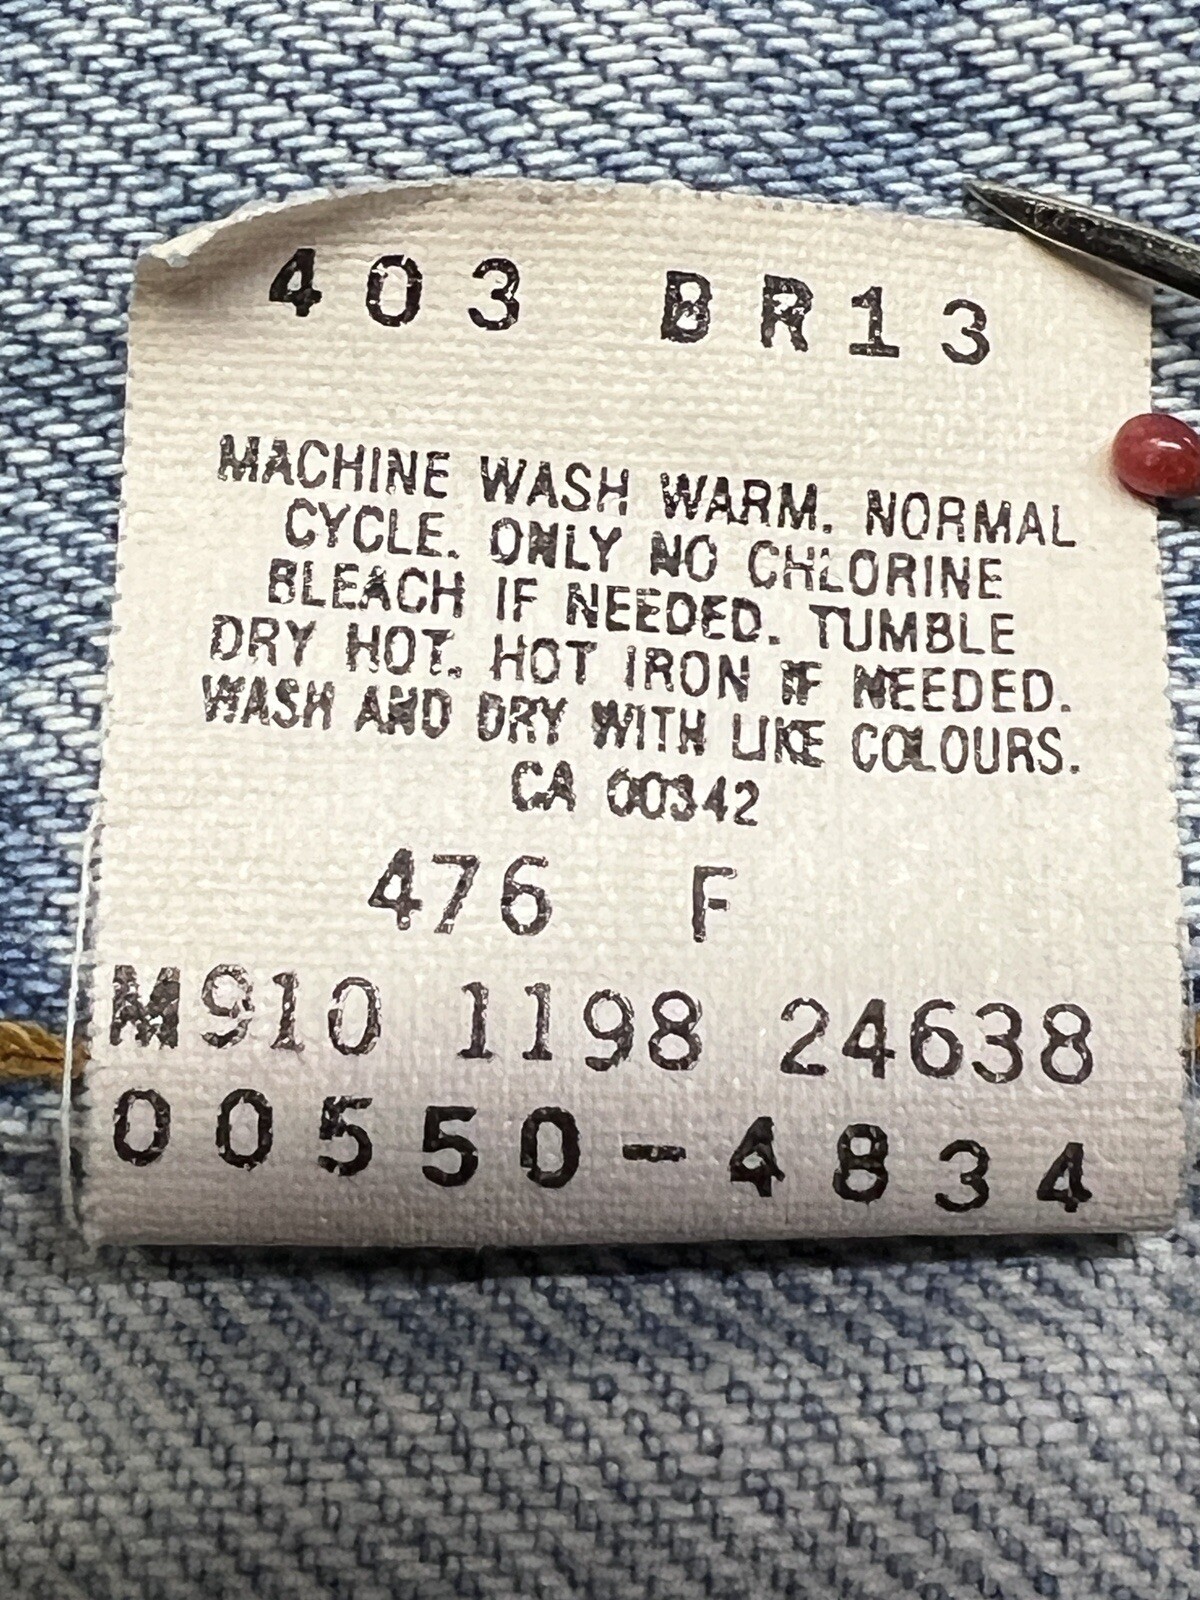 403 BR13
MACHINE WASH WARM. NORMAL
CYCLE. ONLY NO CHLORINE
BLEACH IF NEEDED. TUMBLE
DRY HOT. HOT IRON IF NEEDED.
WASH AND DRY WITH LIKE COLOURS.
CA 00342
476 F
M910 1198 24638
00550-4834